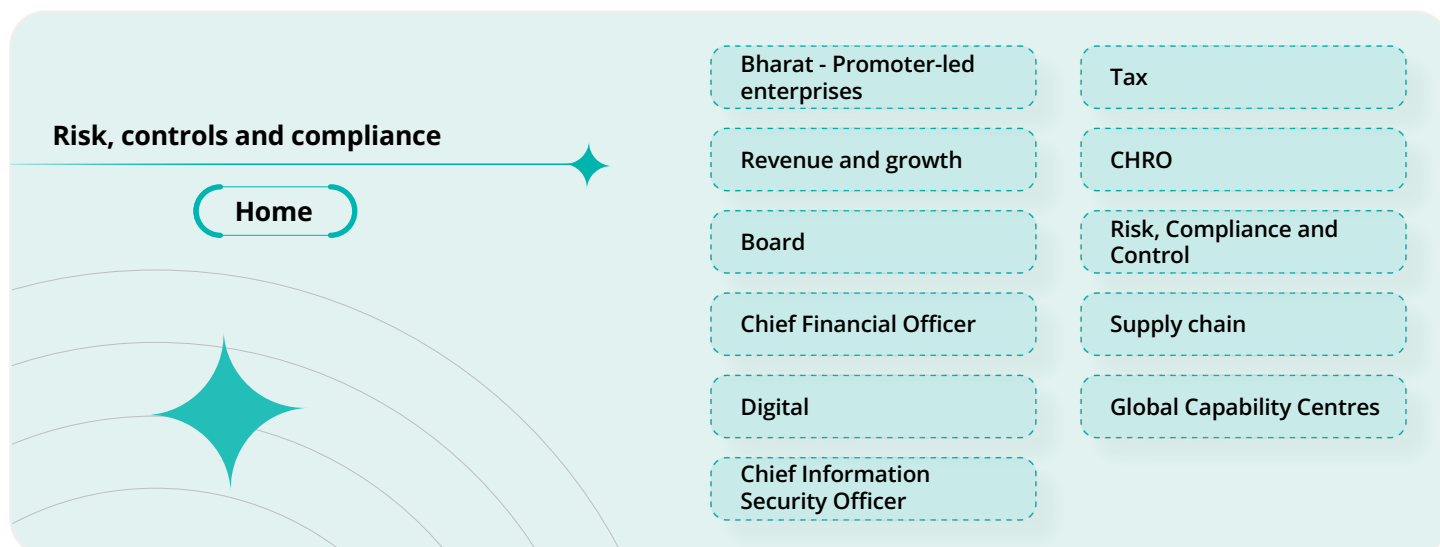 Risk, controls and compliance
Home
Bharat - Promoter-led
enterprises
Revenue and growth
Board
Chief Financial Officer
Digital
Chief Information
Security Officer
Tax
CHRO
Risk, Compliance and
Control
Supply chain
Global Capability Centres